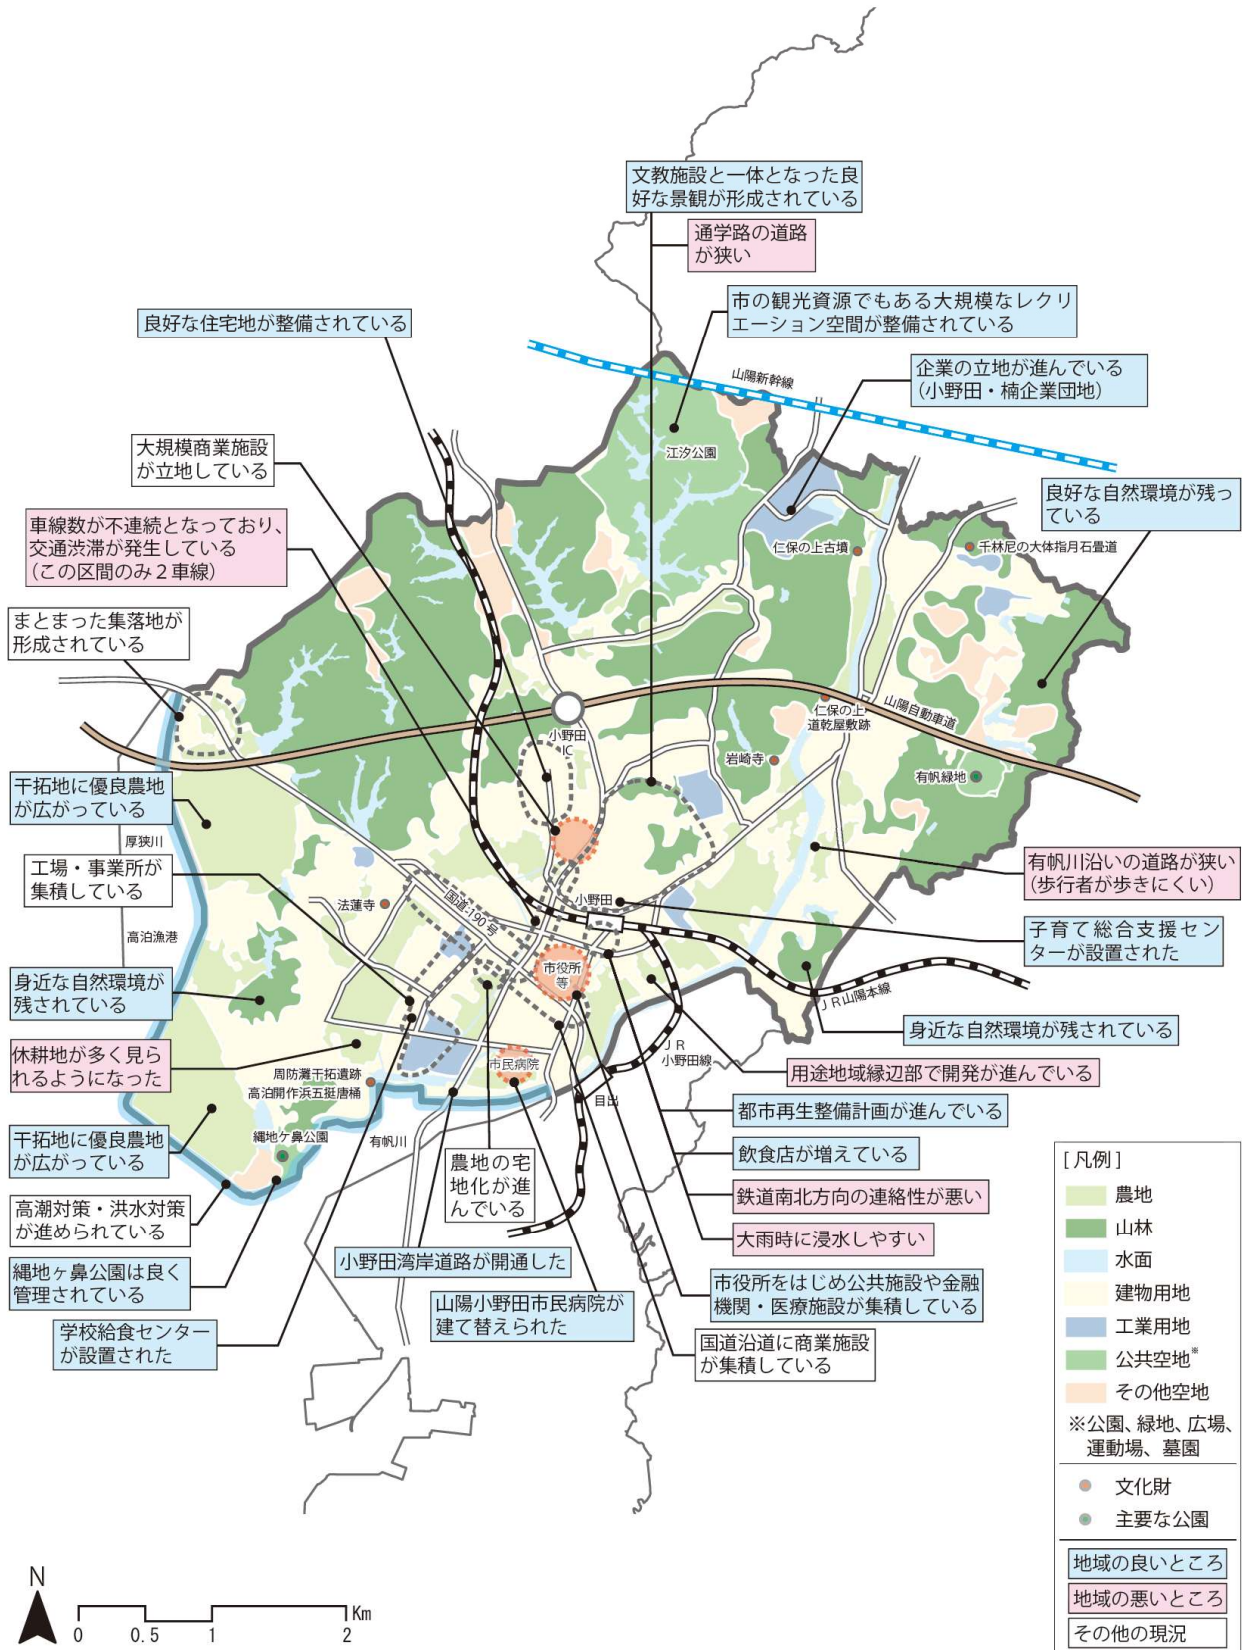 文教施設と一体となった良
好な景観が形成されている
通学路の道路
が狭い
市の観光資源でもある大規模なレクリ
エーション空間が整備されている
良好な住宅地が整備されている
山陽新幹線
企業の立地が進んでいる
(小野田・楠企業団地)
大規模商業施設
が立地している
江汐公園
良好な自然環境が残っ
ている
車線数が不連続となっており、
交通渋滞が発生している
(この区間のみ２車線)
仁保の上古墳
千林尼の大体指月石畳道
まとまった集落地が
形成されている
仁保の上
道乾屋敷跡
山陽自動車道
小野田
IC
岩崎寺
有帆緑地
干拓地に優良農地
が広がっている
厚狭川
工場・事業所が
集積している
有帆川沿いの道路が狭い
(歩行者が歩きにくい)
法蓮寺
国道190号
小野田
高泊漁港
子育て総合支援セン
ターが設置された
市役所
等
身近な自然環境が
残されている
ＪＲ山陽本線
身近な自然環境が残されている
休耕地が多く見ら
れるようになった
ＪＲ
小野田線
市民病院
用途地域縁辺部で開発が進んでいる
周防灘干拓遺跡
高泊開作浜五挺唐樋
目出
都市再生整備計画が進んでいる
干拓地に優良農地
が広がっている
縄地ケ鼻公園
有帆川
農地の宅
地化が進
んでいる
飲食店が増えている
鉄道南北方向の連絡性が悪い
高潮対策・洪水対策
が進められている
大雨時に浸水しやすい
小野田湾岸道路が開通した
縄地ヶ鼻公園は良く
管理されている
山陽小野田市民病院が
建て替えられた
市役所をはじめ公共施設や金融
機関・医療施設が集積している
学校給食センター
が設置された
国道沿道に商業施設
が集積している
[凡例]
農地
山林
水面
建物用地
工業用地
公共空地※
その他空地
※公園、緑地、広場、
運動場、墓園
文化財
主要な公園
地域の良いところ
地域の悪いところ
その他の現況
N
Km
0 0.5 1 2